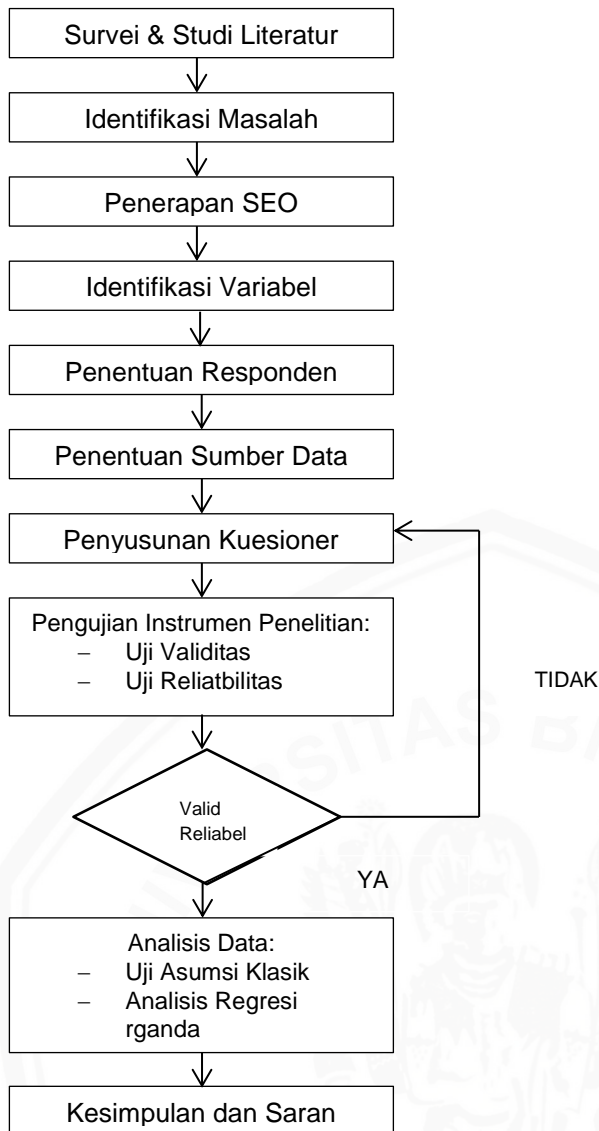 Survei & Studi Literatur
Identifikasi Masalah
Penerapan SEO
Identifikasi Variabel
Penentuan Responden
Penentuan Sumber Data
Penyusunan Kuesioner
Pengujian Instrumen Penelitian:
– Uji Validitas
– Uji Reliatbilitas
TIDAK
Valid
Reliabel
YA
Analisis Data:
– Uji Asumsi Klasik
– Analisis Regresi
rganda
Kesimpulan dan Saran